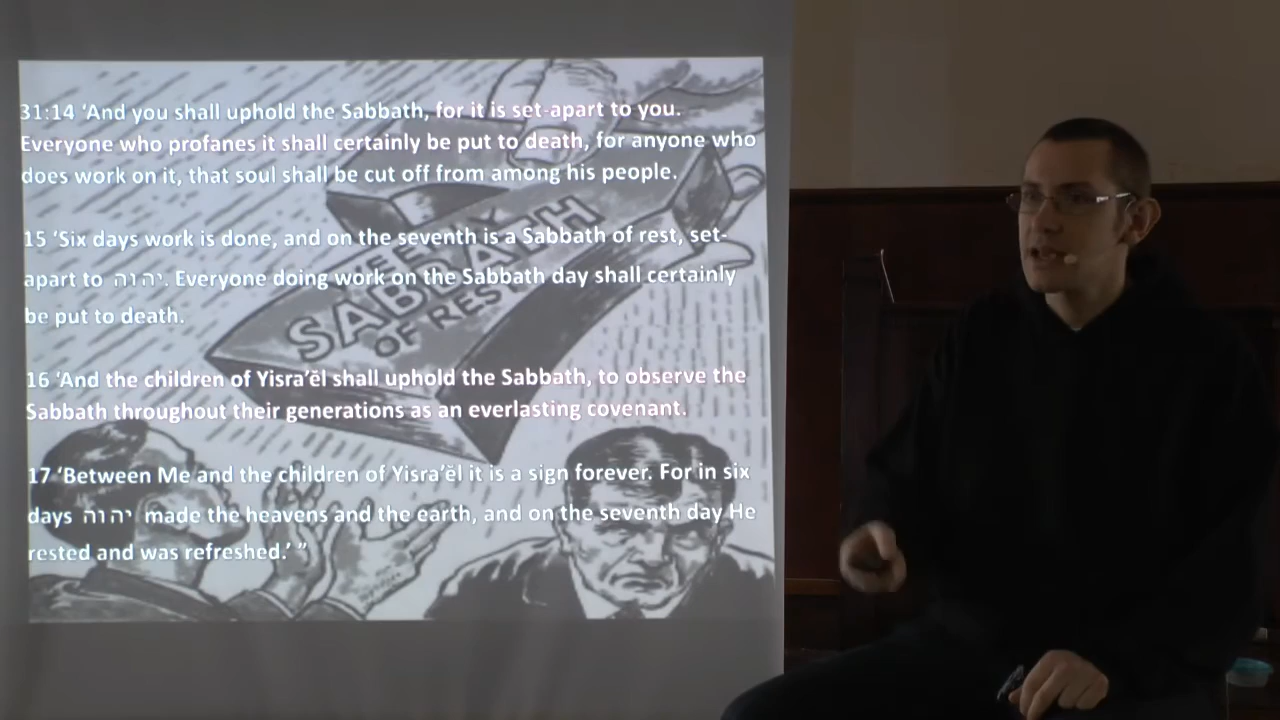 31:14 ‘And you shall uphold the Sabbath, for it is set-apart to you.
Everyone who profanes it shall certainly be put to death, for anyone who
does work on it, that soul shall be cut off from among his people.
15 ‘Six days work is done, and on the seventh is a Sabbath of rest, set-
apart to יהוה. Everyone doing work on the Sabbath day shall certainly
be put to death.
16 ‘And the children of Yisra’ĕl shall uphold the Sabbath, to observe the
Sabbath throughout their generations as an everlasting covenant.
17 ‘Between Me and the children of Yisra’ĕl it is a sign forever. For in six
days יהוה made the heavens and the earth, and on the seventh day He
rested and was refreshed.’ ”
SABBATH
OF REST